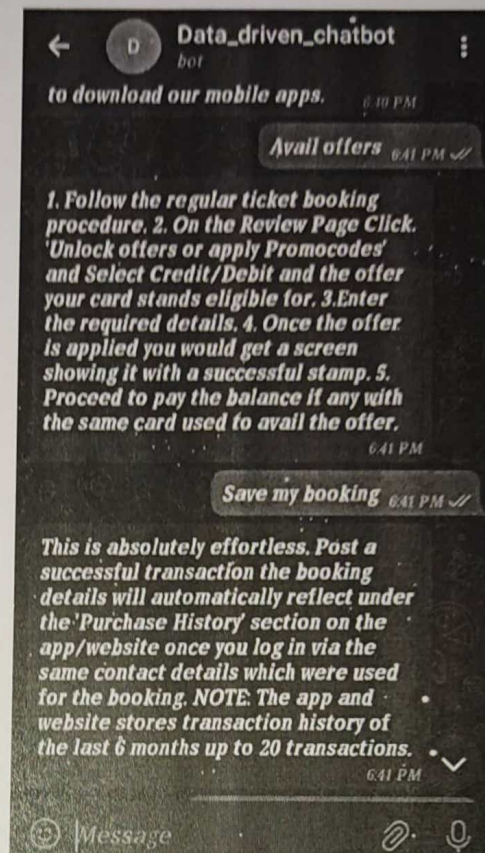 D
Data_driven_chatbot
bot
to download our mobile apps.
6:40 PM
Avail offers 6:41 PM
1. Follow the regular ticket booking
procedure. 2. On the Review Page Click.
'Unlock offers or apply Promocodes'
and Select Credit/Debit and the offer
your card stands eligible for. 3.Enter
the required details. 4. Once the offer
is applied you would get a screen
showing it with a successful stamp. 5.
Proceed to pay the balance if any with
the same card used to avail the offer.
6:41 PM
Save my booking 6:41 PM
This is absolutely effortless. Post a
successful transaction the booking
details will automatically reflect under
the 'Purchase History' section on the
app/website once you log in via the
same contact details which were used
for the booking. NOTE: The app and
website stores transaction history of
the last 6 months up to 20 transactions.
6:41 PM
Message